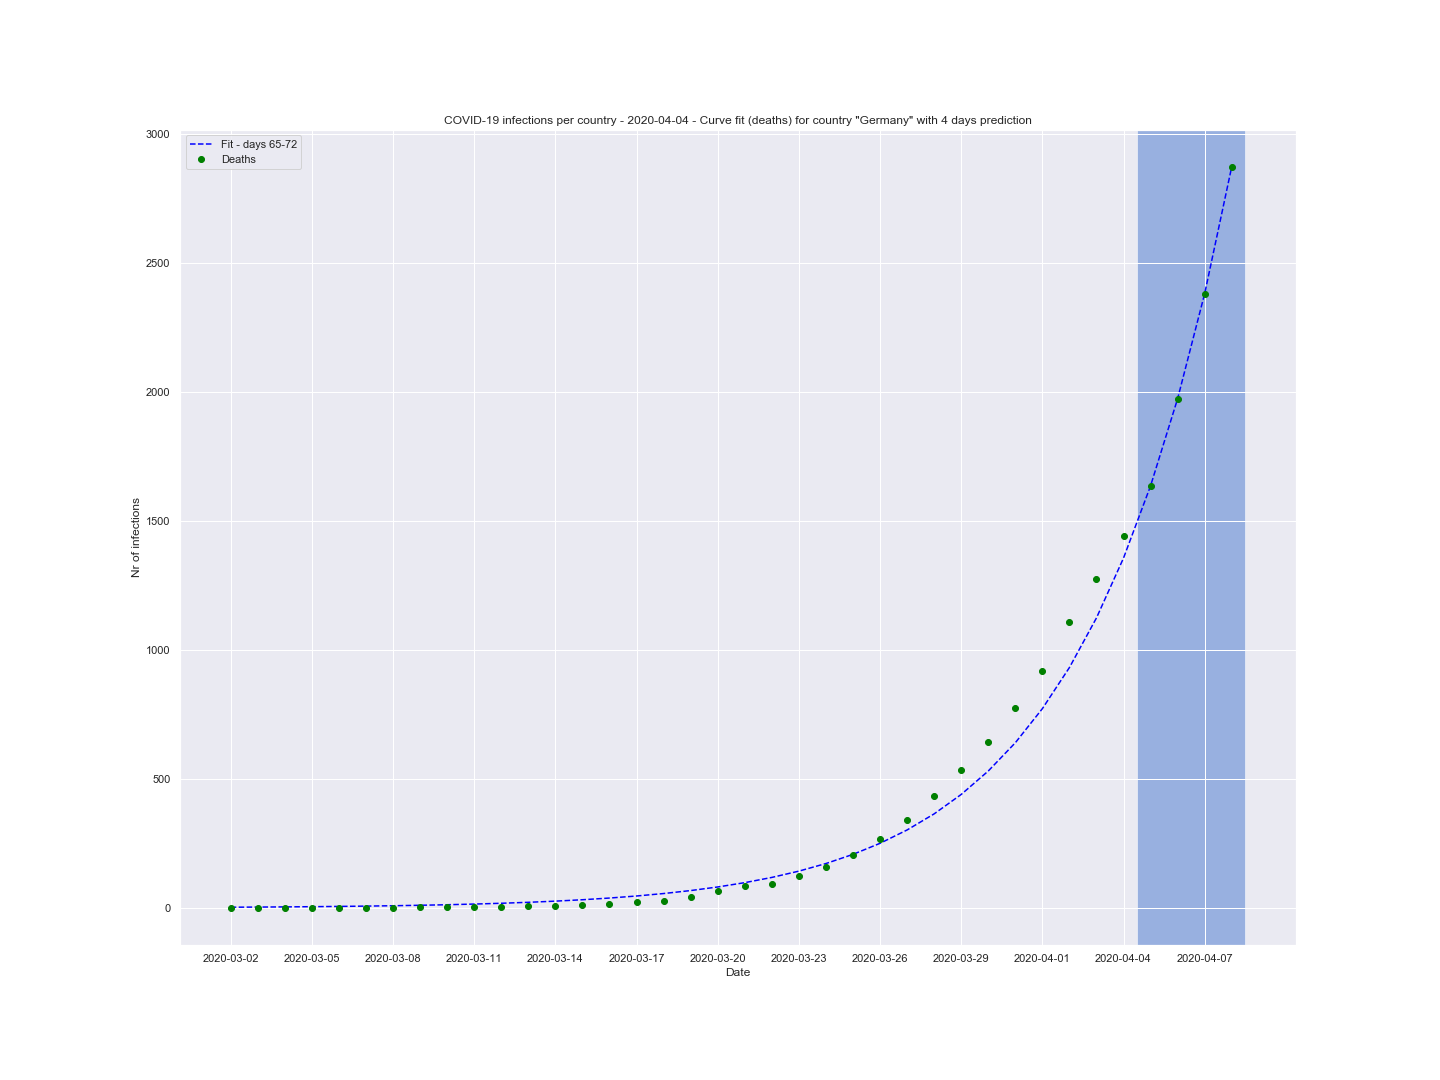 COVID-19 infections per country - 2020-04-04 - Curve fit (deaths) for country "Germany" with 4 days prediction
Fit - days 65-72
Deaths
3000
2500
2000
1500
1000
500
0
Nr of infections
2020-03-02 2020-03-05 2020-03-08 2020-03-11 2020-03-14 2020-03-17 2020-03-20 2020-03-23 2020-03-26 2020-03-29 2020-04-01 2020-04-04 2020-04-07
Date